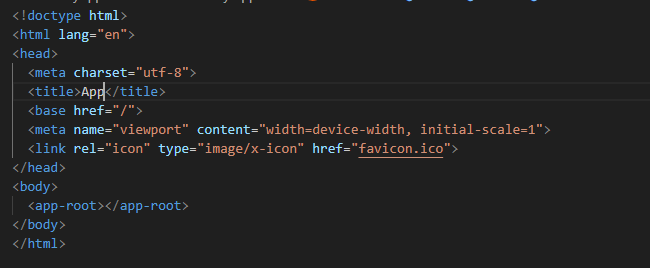 <!doctype html>
<html lang="en">
<head>
  <meta charset="utf-8">
  <title>App</title>
  <base href="/">
  <meta name="viewport" content="width=device-width, initial-scale=1">
  <link rel="icon" type="image/x-icon" href="favicon.ico">
</head>
<body>
  <app-root></app-root>
</body>
</html>